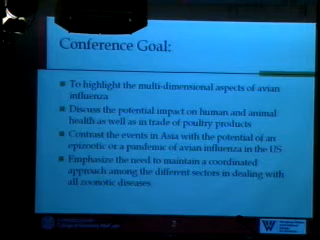 Conference Goal:
To highlight the multi-dimensional aspects of avian
influenza
Discuss the potential impact on human and animal
health as well as in trade of poultry products
Contrast the events in Asia with the potential of an
epizootic or a pandemic of avian influenza in the US
Emphasize the need to maintain a coordinated
approach among the different sectors in dealing with
all zoonotic diseases.
2